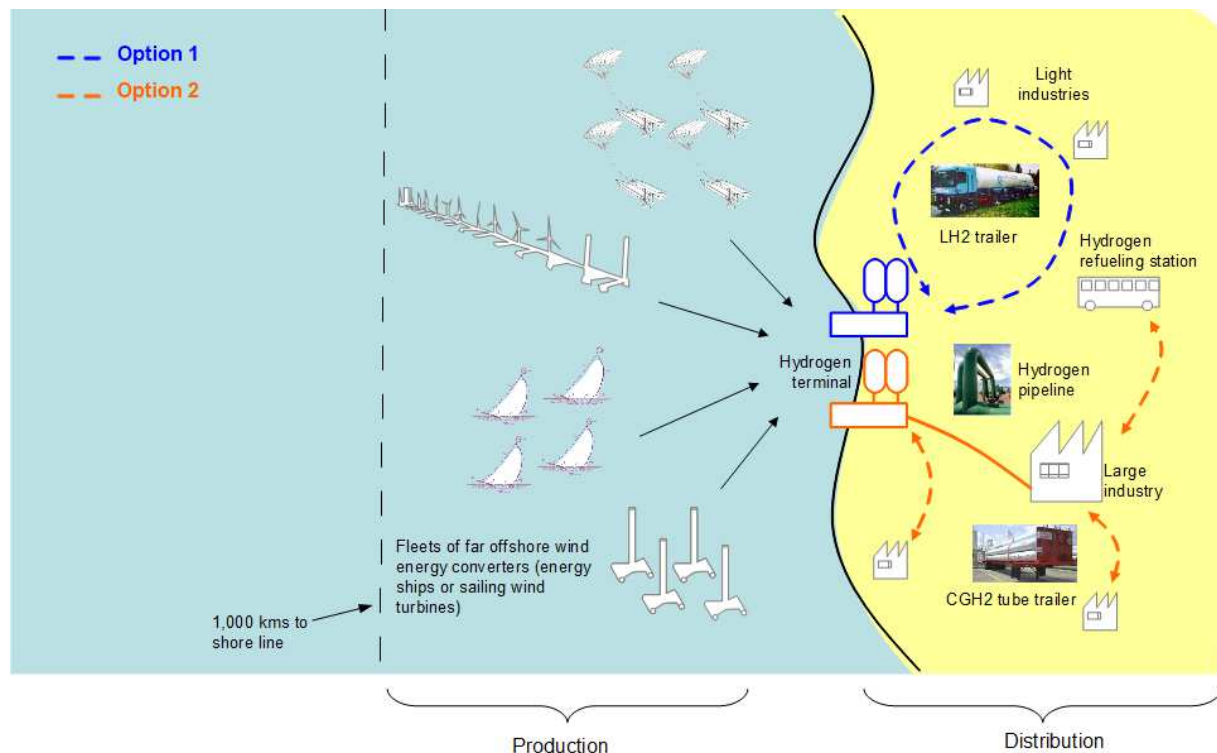 Option 1
Option 2
Light
industries
LH2 trailer
Hydrogen
refueling station
Hydrogen
terminal
Hydrogen
pipeline
Large
industry
Fleets of far offshore wind
energy converters (energy
ships or sailing wind
turbines)
CGH2 tube trailer
1,000 kms to
shore line
Production
Distribution